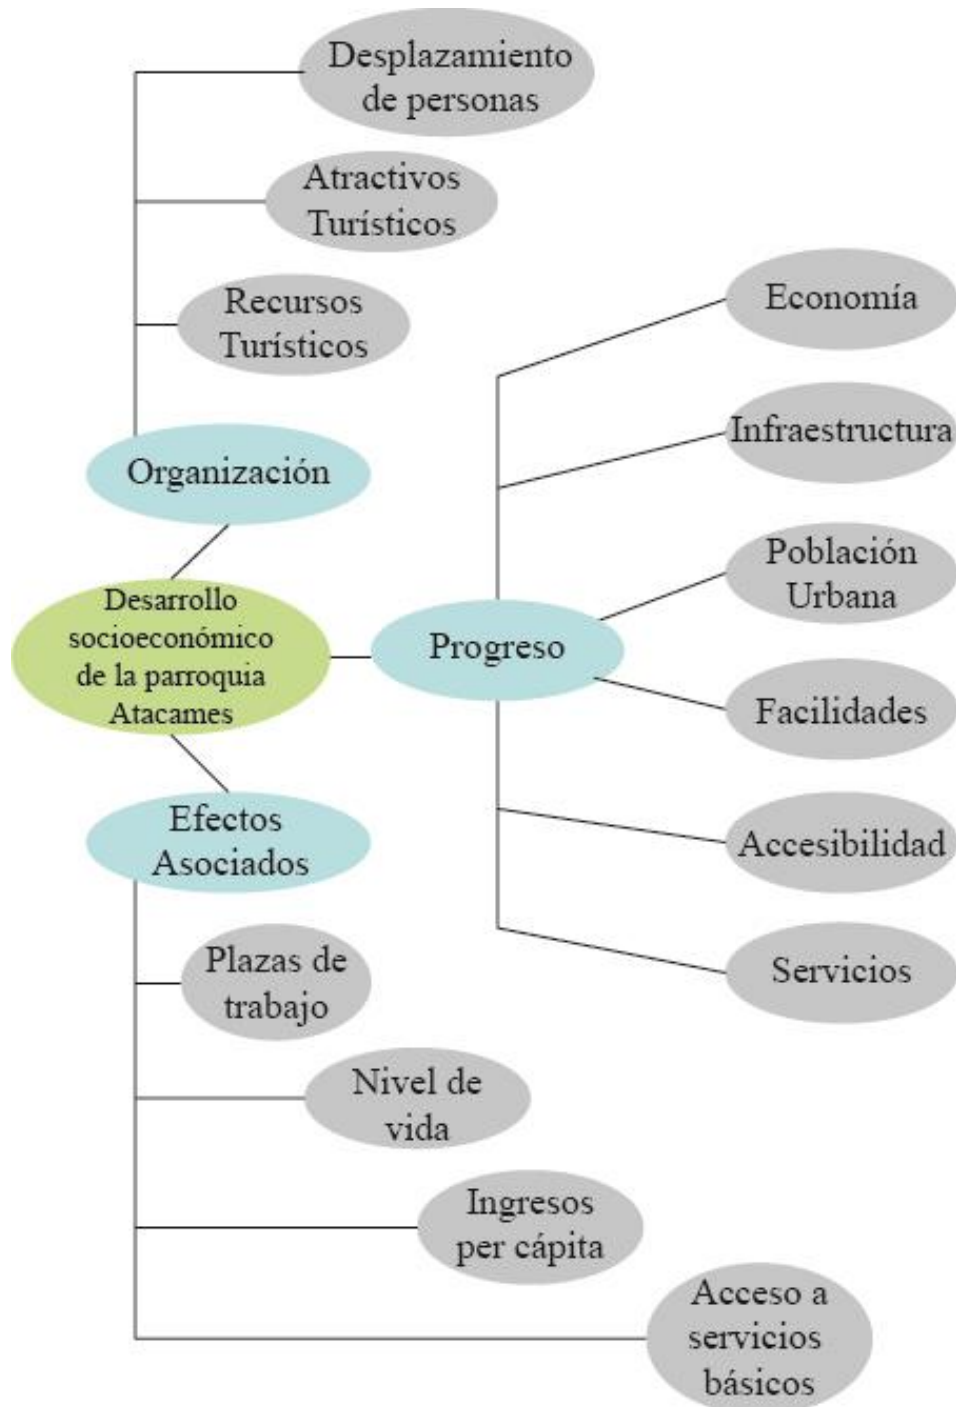 Desplazamiento
de personas
Atractivos
Turísticos
Recursos
Turísticos
Organización
Desarrollo
socioeconómico
de la parroquia
Atacames
Progreso
Economía
Infraestructura
Población
Urbana
Facilidades
Accesibilidad
Servicios
Efectos
Asociados
Plazas de
trabajo
Nivel de
vida
Ingresos
per cápita
Acceso a
servicios
básicos